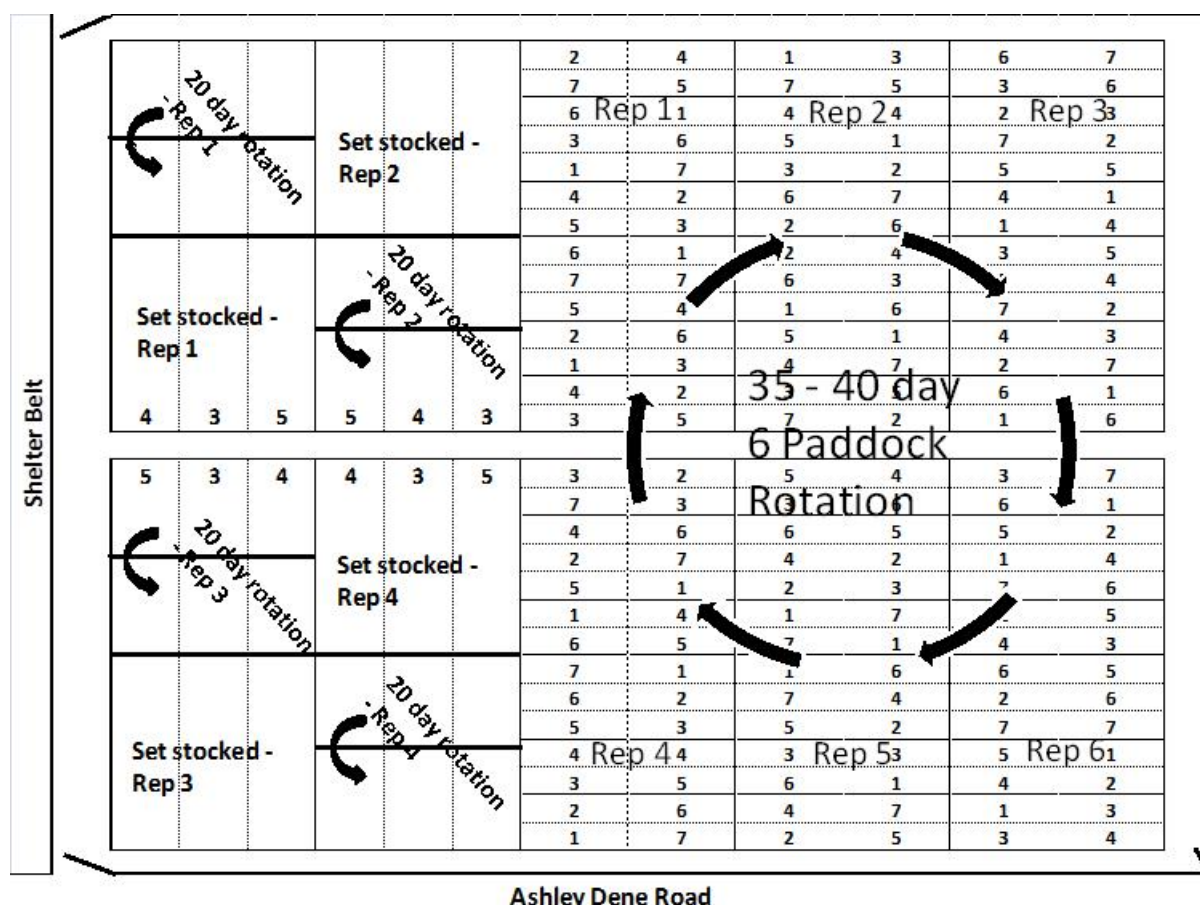 Shelter Belt
20 day rotation
- Rep 1
Set stocked -
Rep 2
Set stocked -
Rep 1
20 day rotation
- Rep 2
4 3 5 5 4 3
2 4 1 3 6 7
7 5 7 5 3 6
6 Rep 1 1 4 Rep 2 4 2 Rep 3 3
3 6 5 1 7 2
1 7 3 2 5 5
4 2 6 7 4 1
5 3 2 6 1 4
6 1 2 4 3 5
7 7 6 3 4
5 4 1 6 7 2
2 6 5 1 4 3
1 3 4 7 2 7
4 2 6 1
3 5 7 2 1 6
35 - 40 day
6 Paddock
Rotation
5 3 4 4 3 5
20 day rotation
- Rep 3
Set stocked -
Rep 4
Set stocked -
Rep 3
20 day rotation
- Rep 4
3 2 5 4 3 7
7 3 3 6 6 1
4 6 6 5 5 2
2 7 4 2 1 4
5 1 2 3 6
1 4 1 7 5
6 5 1 4 3
7 1 1 6 6 5
6 2 7 4 2 6
5 3 5 2 7 7
4 Rep 4 4 3 Rep 5 3 5 Rep 6 1
3 5 6 1 4 2
2 6 4 7 1 3
1 7 2 5 3 4
Ashley Dene Road